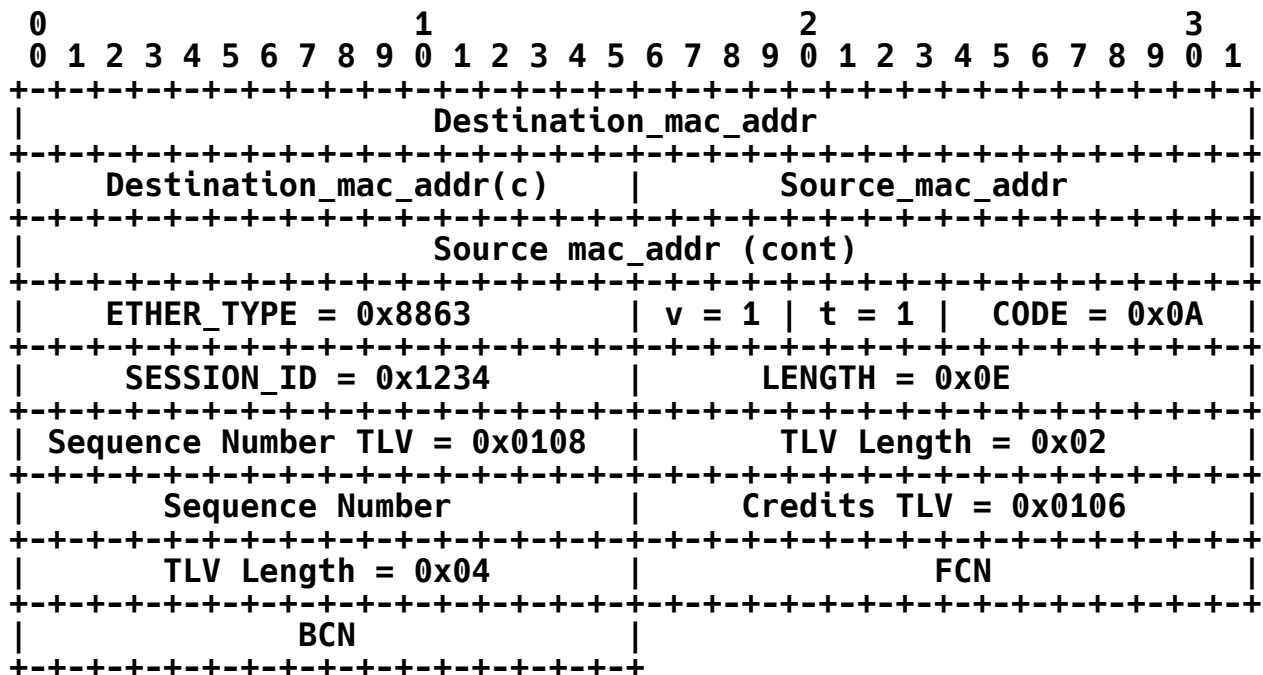 0                   1                   2                   3
 0 1 2 3 4 5 6 7 8 9 0 1 2 3 4 5 6 7 8 9 0 1 2 3 4 5 6 7 8 9 0 1
+-+-+-+-+-+-+-+-+-+-+-+-+-+-+-+-+-+-+-+-+-+-+-+-+-+-+-+-+-+-+-+-+
|                     Destination_mac_addr                      |
+-+-+-+-+-+-+-+-+-+-+-+-+-+-+-+-+-+-+-+-+-+-+-+-+-+-+-+-+-+-+-+-+
|    Destination_mac_addr(c)    |       Source_mac_addr         |
+-+-+-+-+-+-+-+-+-+-+-+-+-+-+-+-+-+-+-+-+-+-+-+-+-+-+-+-+-+-+-+-+
|                     Source mac_addr (cont)                    |
+-+-+-+-+-+-+-+-+-+-+-+-+-+-+-+-+-+-+-+-+-+-+-+-+-+-+-+-+-+-+-+-+
|    ETHER_TYPE = 0x8863        | v = 1 | t = 1 |  CODE = 0x0A  |
+-+-+-+-+-+-+-+-+-+-+-+-+-+-+-+-+-+-+-+-+-+-+-+-+-+-+-+-+-+-+-+-+
|     SESSION_ID = 0x1234       |      LENGTH = 0x0E            |
+-+-+-+-+-+-+-+-+-+-+-+-+-+-+-+-+-+-+-+-+-+-+-+-+-+-+-+-+-+-+-+-+
| Sequence Number TLV = 0x0108  |       TLV Length = 0x02       |
+-+-+-+-+-+-+-+-+-+-+-+-+-+-+-+-+-+-+-+-+-+-+-+-+-+-+-+-+-+-+-+-+
|       Sequence Number         |     Credits TLV = 0x0106      |
+-+-+-+-+-+-+-+-+-+-+-+-+-+-+-+-+-+-+-+-+-+-+-+-+-+-+-+-+-+-+-+-+
|       TLV Length = 0x04       |               FCN             |
+-+-+-+-+-+-+-+-+-+-+-+-+-+-+-+-+-+-+-+-+-+-+-+-+-+-+-+-+-+-+-+-+
|              BCN              |
+-+-+-+-+-+-+-+-+-+-+-+-+-+-+-+-+